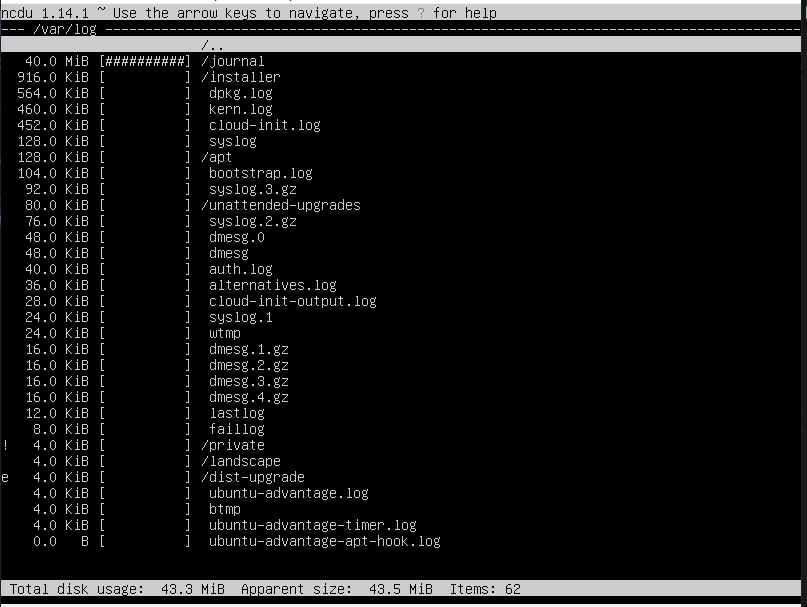 ncdu 1.14.1 ~ Use the arrow keys to navigate, press ? for help
--- /var/log ----------------------------------------------------------------------------------------
                         /..
   40.0 MiB [##########] /journal
  916.0 KiB [          ] /installer
  564.0 KiB [          ]  dpkg.log
  460.0 KiB [          ]  kern.log
  452.0 KiB [          ]  cloud-init.log
  128.0 KiB [          ]  syslog
  128.0 KiB [          ] /apt
  104.0 KiB [          ]  bootstrap.log
   92.0 KiB [          ]  syslog.3.gz
   80.0 KiB [          ] /unattended-upgrades
   76.0 KiB [          ]  syslog.2.gz
   48.0 KiB [          ]  dmesg.0
   48.0 KiB [          ]  dmesg
   40.0 KiB [          ]  auth.log
   36.0 KiB [          ]  alternatives.log
   28.0 KiB [          ]  cloud-init-output.log
   24.0 KiB [          ]  syslog.1
   24.0 KiB [          ]  wtmp
   16.0 KiB [          ]  dmesg.1.gz
   16.0 KiB [          ]  dmesg.2.gz
   16.0 KiB [          ]  dmesg.3.gz
   16.0 KiB [          ]  dmesg.4.gz
   12.0 KiB [          ]  lastlog
    8.0 KiB [          ]  faillog
!   4.0 KiB [          ] /private
    4.0 KiB [          ] /landscape
e   4.0 KiB [          ] /dist-upgrade
    4.0 KiB [          ]  ubuntu-advantage.log
    4.0 KiB [          ]  btmp
    4.0 KiB [          ]  ubuntu-advantage-timer.log
    0.0   B [          ]  ubuntu-advantage-apt-hook.log
 Total disk usage:  43.3 MiB  Apparent size:  43.5 MiB  Items: 62